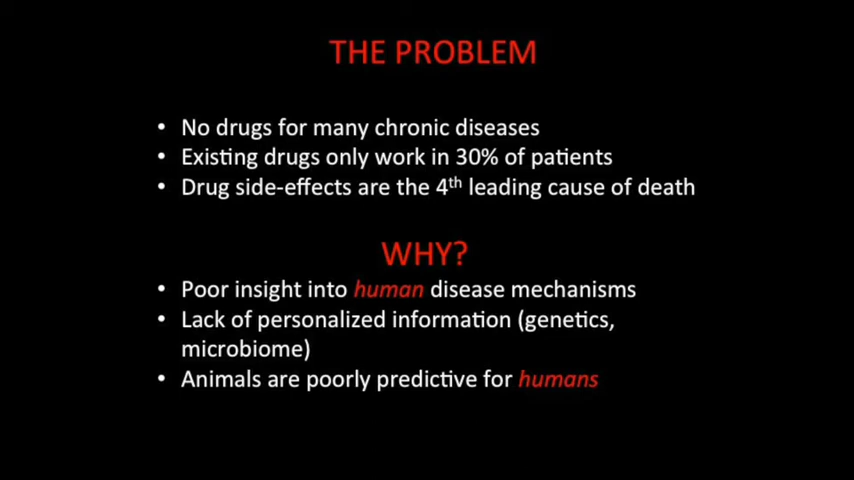 THE PROBLEM
• No drugs for many chronic diseases
• Existing drugs only work in 30% of patients
• Drug side-effects are the 4th leading cause of death
WHY?
• Poor insight into human disease mechanisms
• Lack of personalized information (genetics,
microbiome)
• Animals are poorly predictive for humans